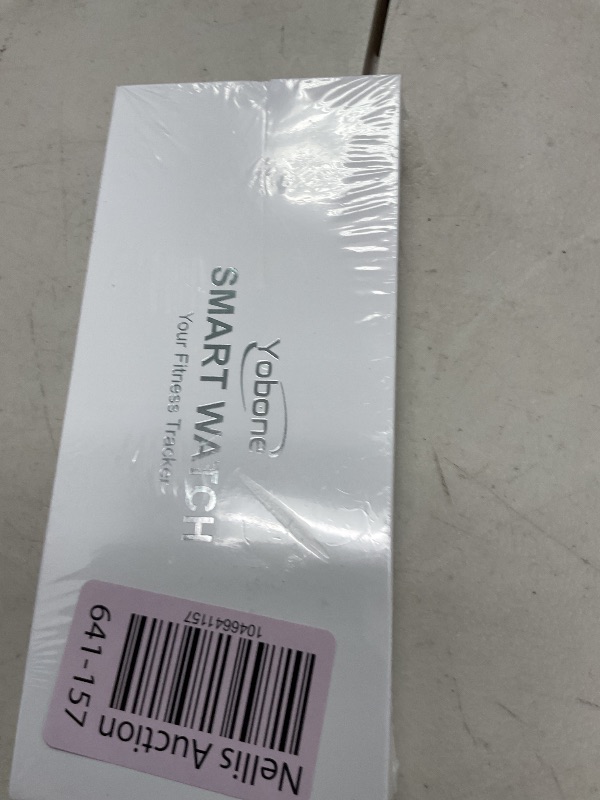 Yobone
SMART WATCH
Your Fitness Tracker
Nellis Auction
1046641157
641-157